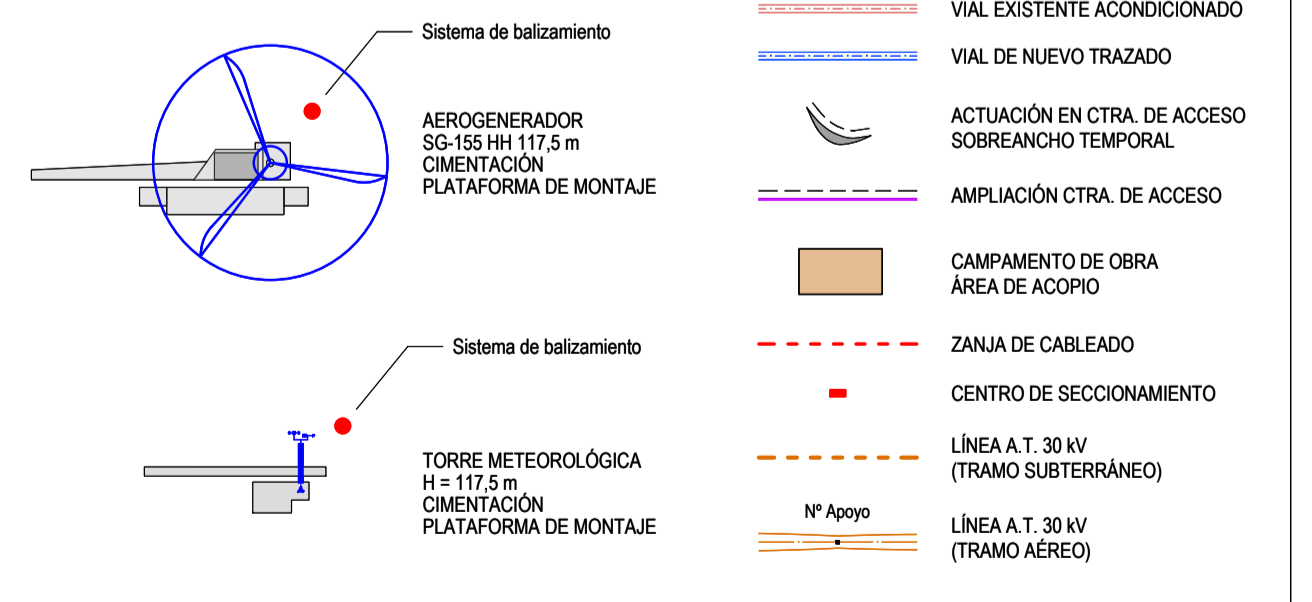 Sistema de balizamiento
AEROGENERADOR
SG-155 HH 117,5 m
CIMENTACIÓN
PLATAFORMA DE MONTAJE
Sistema de balizamiento
TORRE METEOROLÓGICA
H = 117,5 m
CIMENTACIÓN
PLATAFORMA DE MONTAJE
VIAL EXISTENTE ACONDICIONADO
VIAL DE NUEVO TRAZADO
ACTUACIÓN EN CTRA. DE ACCESO
SOBREANCHO TEMPORAL
AMPLIACIÓN CTRA. DE ACCESO
CAMPAMENTO DE OBRA
ÁREA DE ACOPIO
ZANJA DE CABLEADO
CENTRO DE SECCIONAMIENTO
LÍNEA A.T. 30 kV
(TRAMO SUBTERRÁNEO)
Nº Apoyo
LÍNEA A.T. 30 kV
(TRAMO AÉREO)